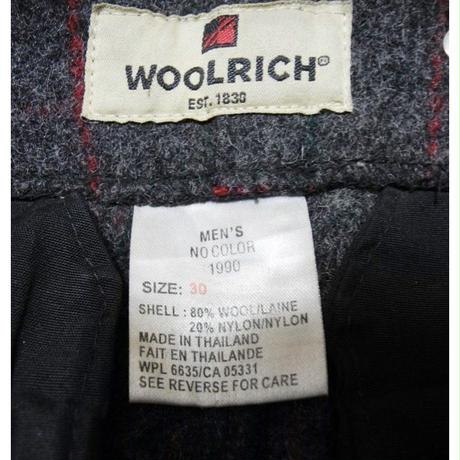 WOOLRICH
EST. 1830
MEN'S
NO COLOR
1990
SIZE: 30
SHELL: 80% WOOL/LAINE
20% NYLON/NYLON
MADE IN THAILAND
FAIT EN THAILANDE
WPL 6635/CA 05331
SEE REVERSE FOR CARE